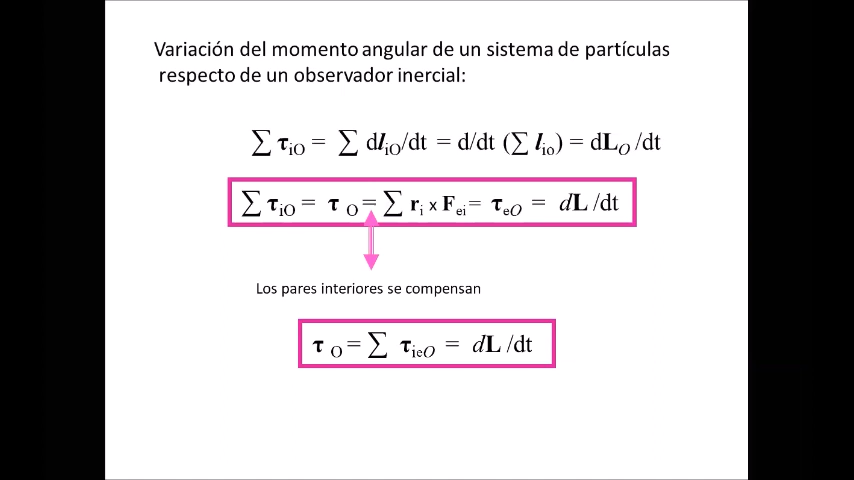 Variación del momento angular de un sistema de partículas
respecto de un observador inercial:
∑ τiO = ∑ dliO/dt = d/dt (∑ lio) = dLO /dt
∑ τiO = τ O = ∑ ri x Fei = τeO = dL /dt
Los pares interiores se compensan
τ O = ∑ τieO = dL /dt